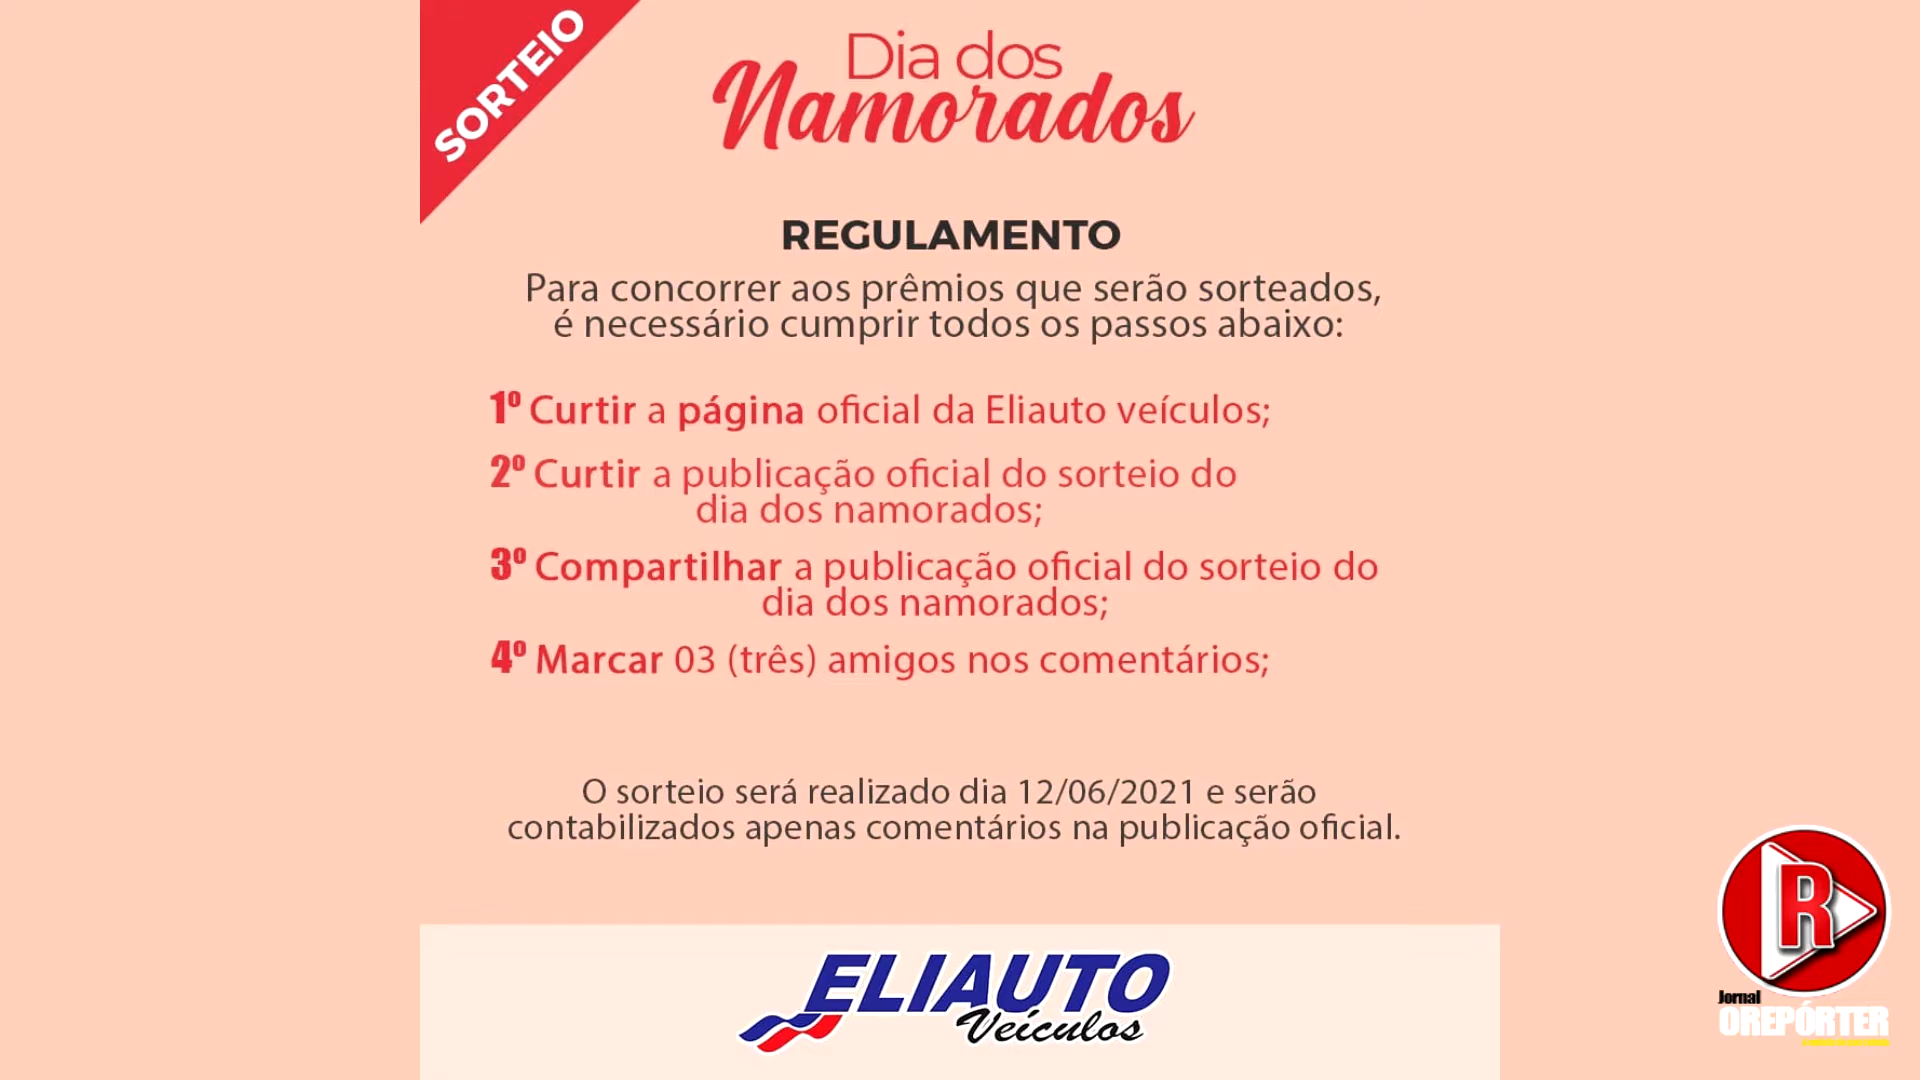 SORTEIO
Dia dos
Namorados
REGULAMENTO
Para concorrer aos prêmios que serão sorteados,
é necessário cumprir todos os passos abaixo:
1º Curtir a página oficial da Eliauto veículos;
2º Curtir a publicação oficial do sorteio do
dia dos namorados;
3º Compartilhar a publicação oficial do sorteio do
dia dos namorados;
4º Marcar 03 (três) amigos nos comentários;
O sorteio será realizado dia 12/06/2021 e serão
contabilizados apenas comentários na publicação oficial.
ELIAUTO
Veículos
R
Jornal
OREPÓRTER